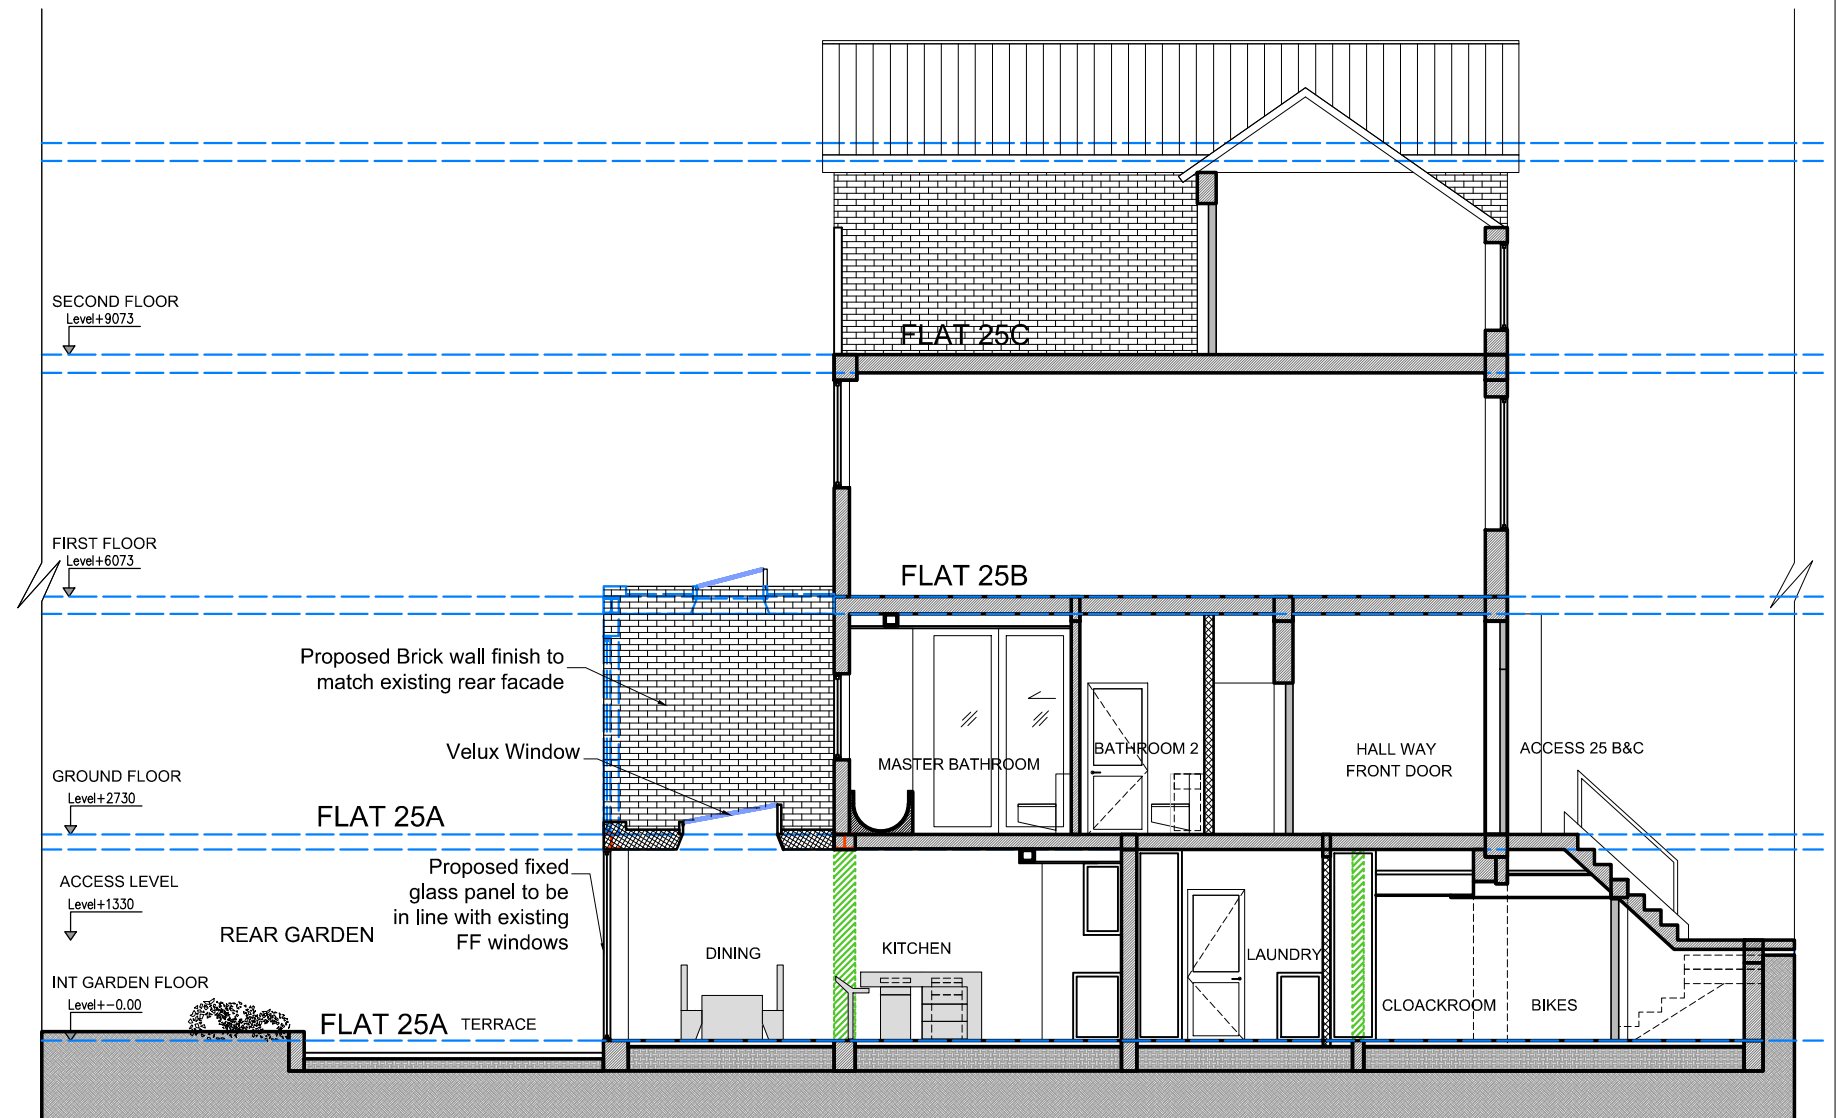 SECOND FLOOR
Level+9073
FLAT 25C
FIRST FLOOR
Level+6073
FLAT 25B
Proposed Brick wall finish to
match existing rear facade
Velux Window
MASTER BATHROOM
BATHROOM 2
HALL WAY
FRONT DOOR
ACCESS 25 B&C
GROUND FLOOR
Level+2730
FLAT 25A
Proposed fixed
glass panel to be
in line with existing
FF windows
ACCESS LEVEL
Level+1330
REAR GARDEN
DINING
KITCHEN
LAUNDRY
INT GARDEN FLOOR
Level+-0.00
FLAT 25A TERRACE
CLOACKROOM
BIKES